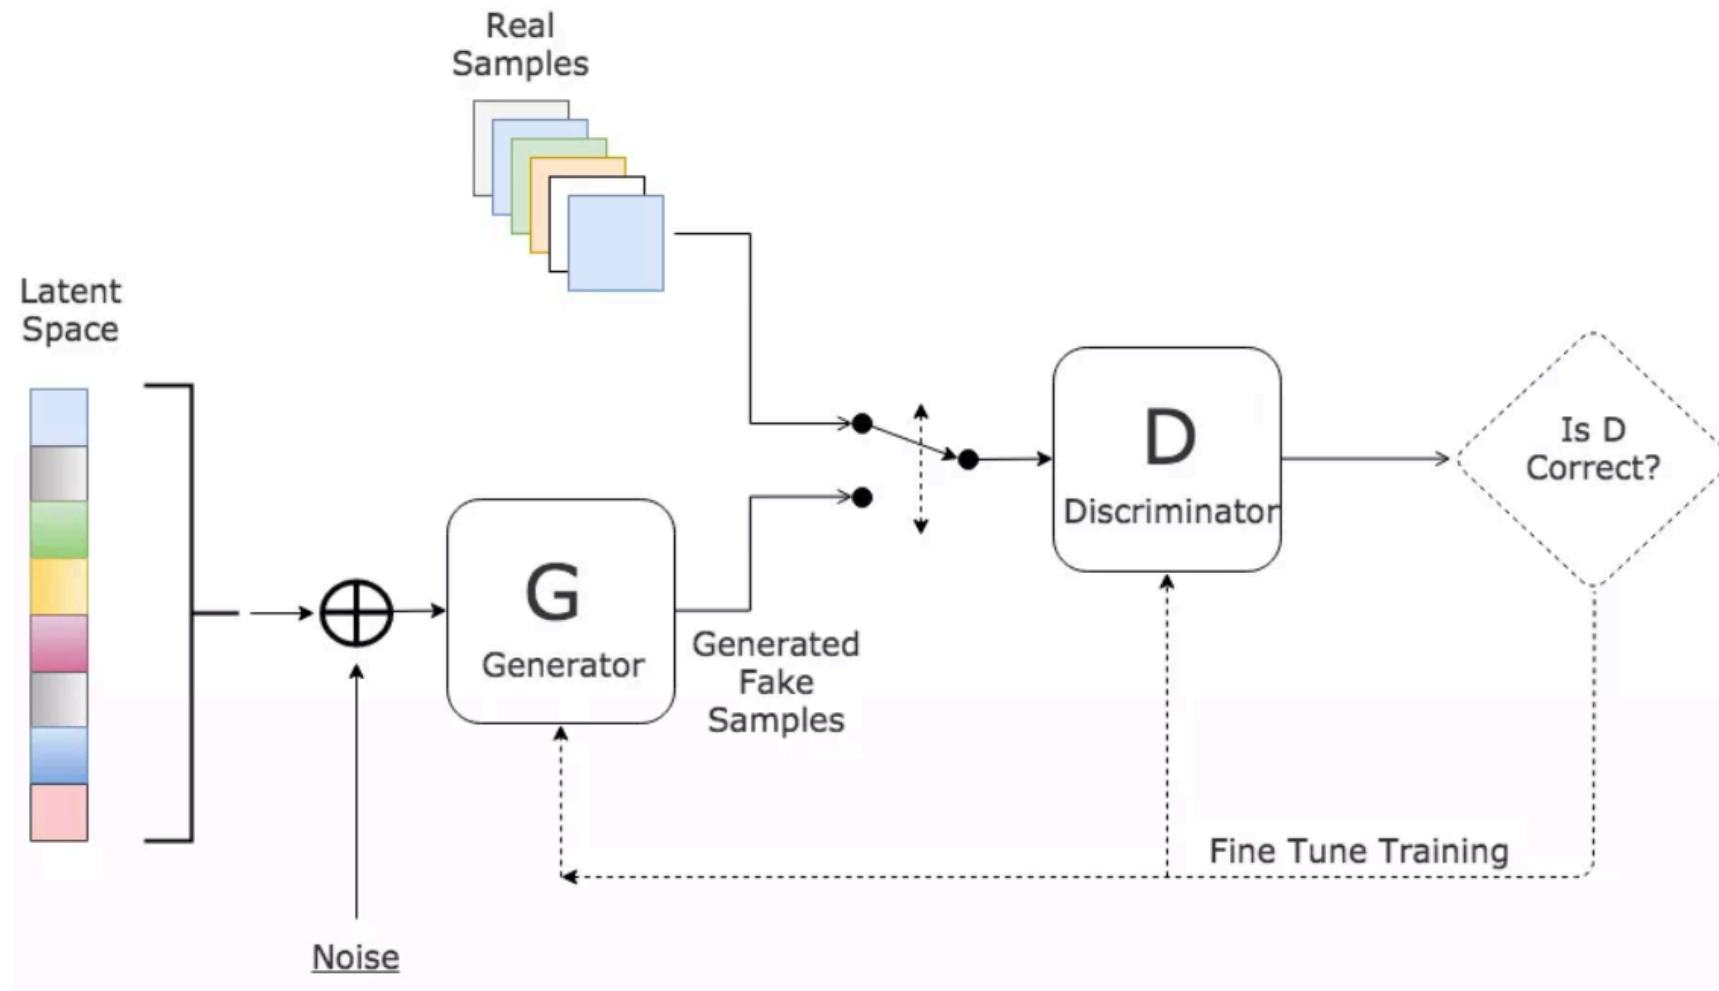 Real
Samples
Latent
Space
D
Discriminator
Is D
Correct?
G
Generator
Generated
Fake
Samples
Fine Tune Training
Noise